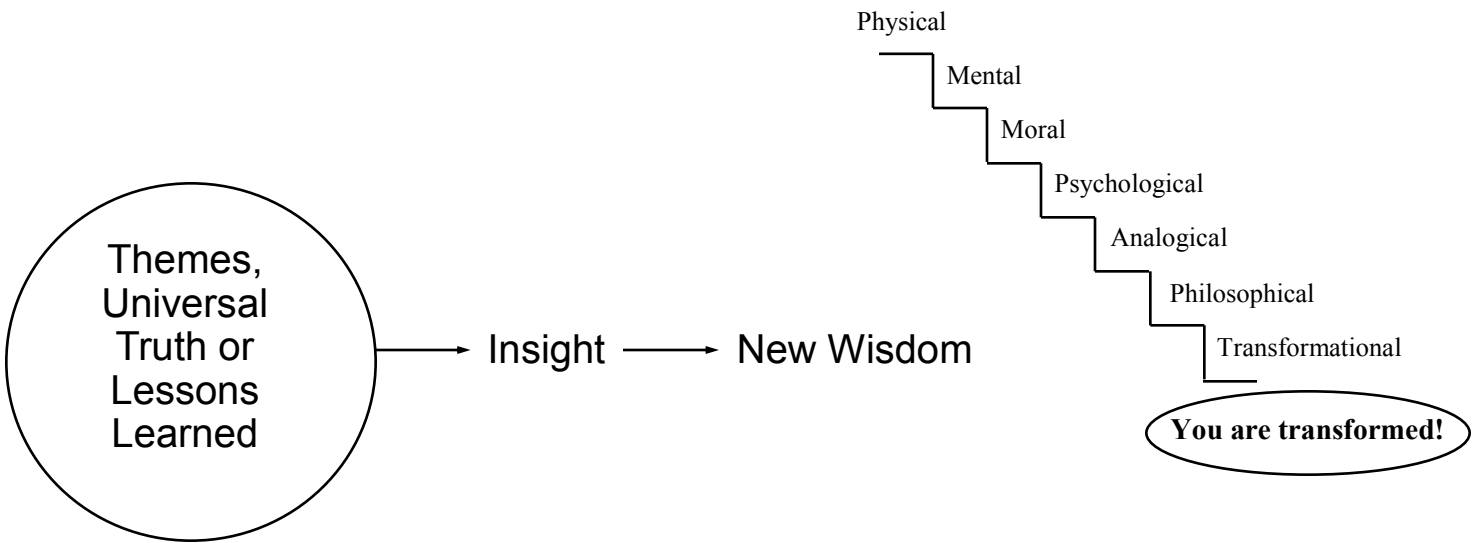 Physical
Mental
Moral
Psychological
Analogical
Philosophical
Transformational
You are transformed!
Themes,
Universal
Truth or
Lessons
Learned
Insight
New Wisdom